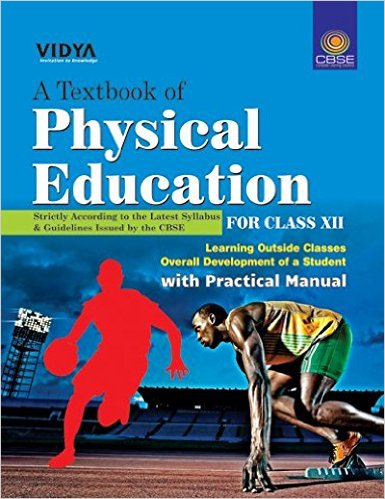 VIDYA
Invitation to Knowledge
CBSE
A Textbook of
Physical
Education
Strictly According to the Latest Syllabus
& Guidelines Issued by the CBSE
FOR CLASS XII
Learning Outside Classes
Overall Development of a Student
with Practical Manual